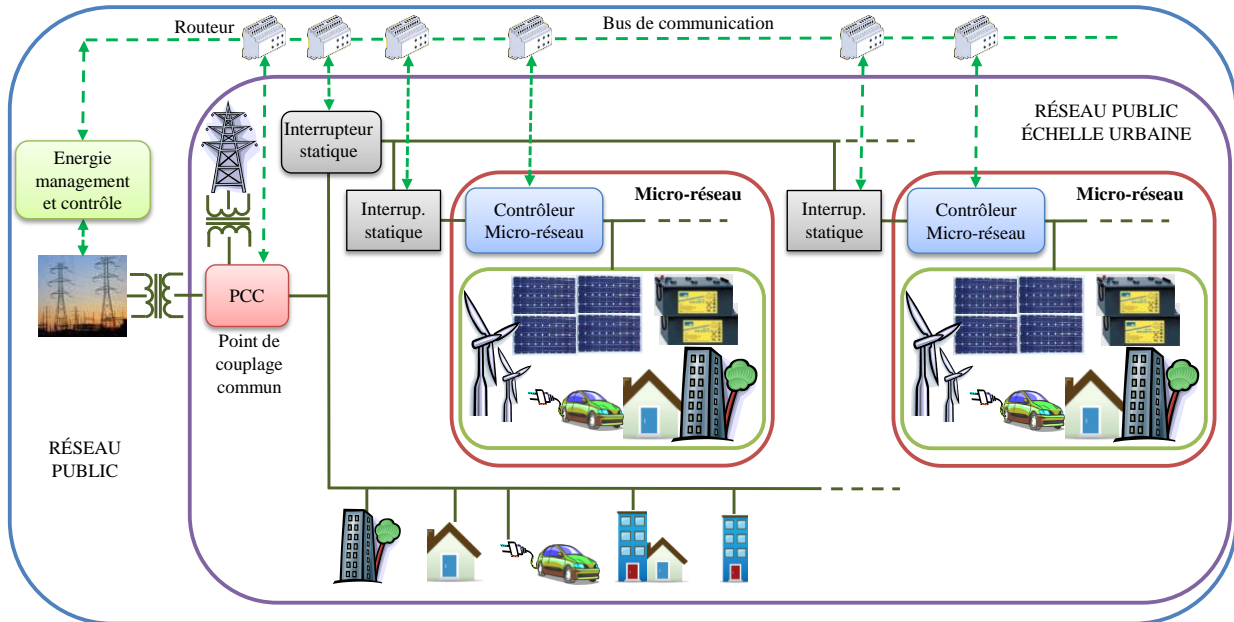 Routeur
Bus de communication
RÉSEAU PUBLIC
ÉCHELLE URBAINE
Interrupteur
statique
Energie
management
et contrôle
Interrup.
statique
Contrôleur
Micro-réseau
Micro-réseau
Interrup.
statique
Contrôleur
Micro-réseau
Micro-réseau
PCC
Point de
couplage
commun
RÉSEAU
PUBLIC